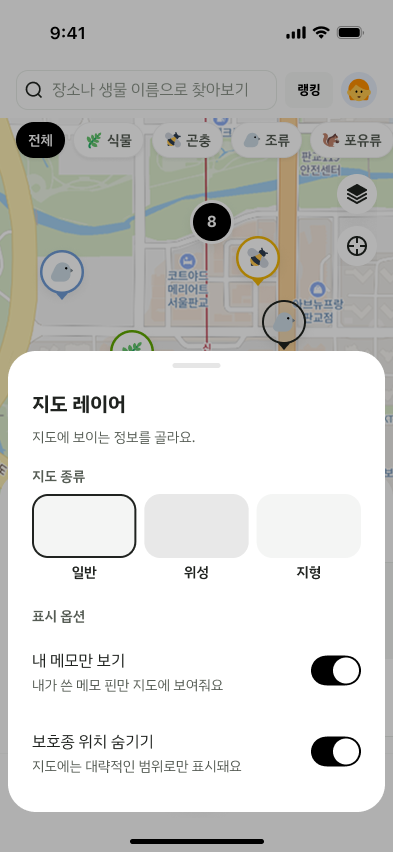 9:41
장소나 생물 이름으로 찾아보기
랭킹
전체
식물
곤충
조류
포유류
안전센터
8
코트야드
메리어트
서울판교
아브뉴프랑
판교점
신
지도 레이어
지도에 보이는 정보를 골라요.
지도 종류
일반
위성
지형
표시 옵션
내 메모만 보기
내가 쓴 메모 핀만 지도에 보여줘요
보호종 위치 숨기기
지도에는 대략적인 범위로만 표시돼요